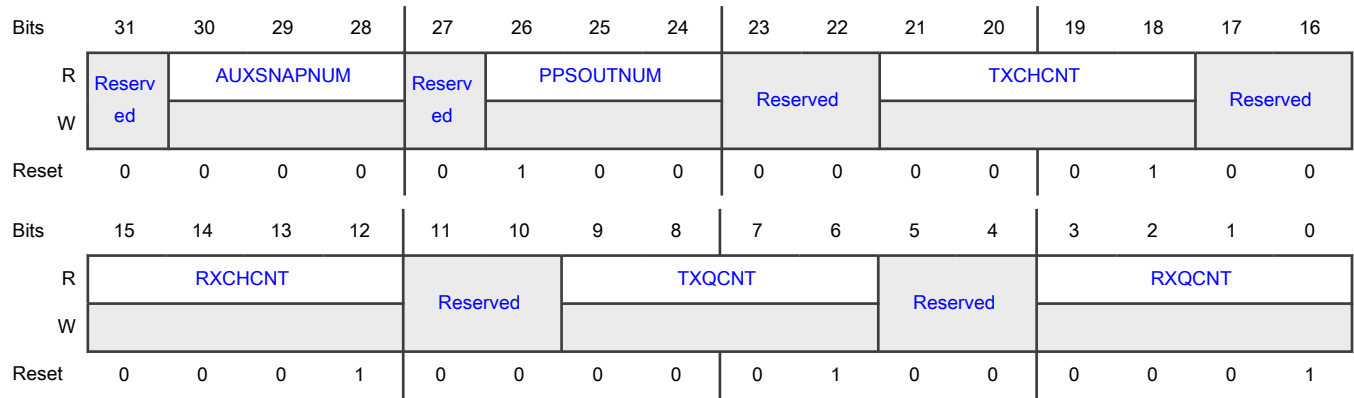 Bits 31 30 29 28 27 26 25 24 23 22 21 20 19 18 17 16
R Reserv AUXSNAPNUM Reserv PPSOUTNUM Reserved TXCHCNT Reserved
W ed ed
Reset 0 0 0 0 0 1 0 0 0 0 0 0 0 1 0 0
Bits 15 14 13 12 11 10 9 8 7 6 5 4 3 2 1 0
R RXCHCNT Reserved TXQCNT Reserved RXQCNT
W
Reset 0 0 0 1 0 0 0 0 0 1 0 0 0 0 0 1